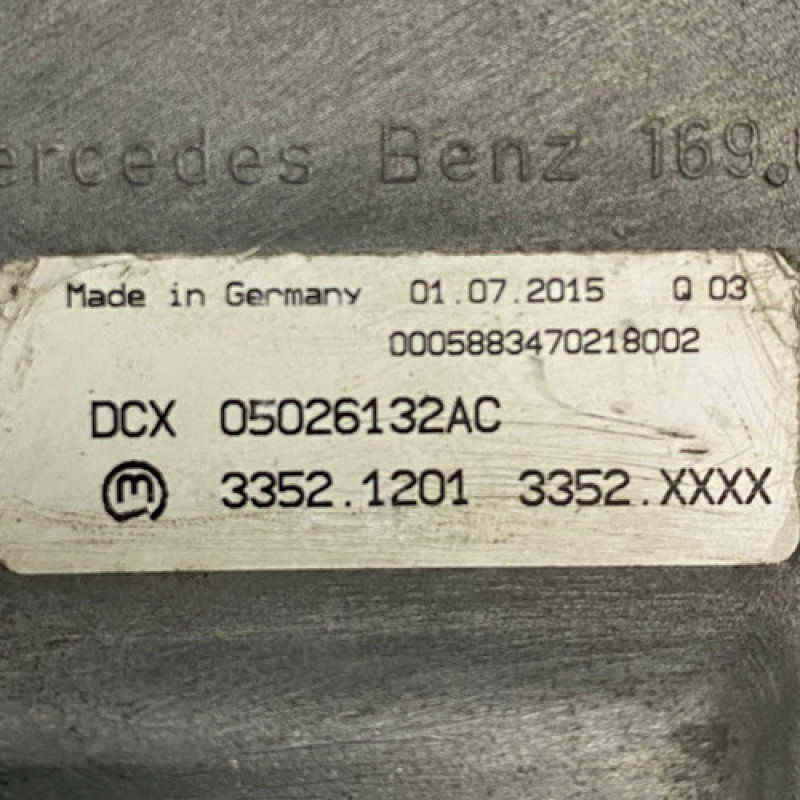 ercedes Benz 169.
Made in Germany 01.07.2015 Q 03
0005883470218002
DCX 05026132AC
m 3352.1201 3352.XXXX